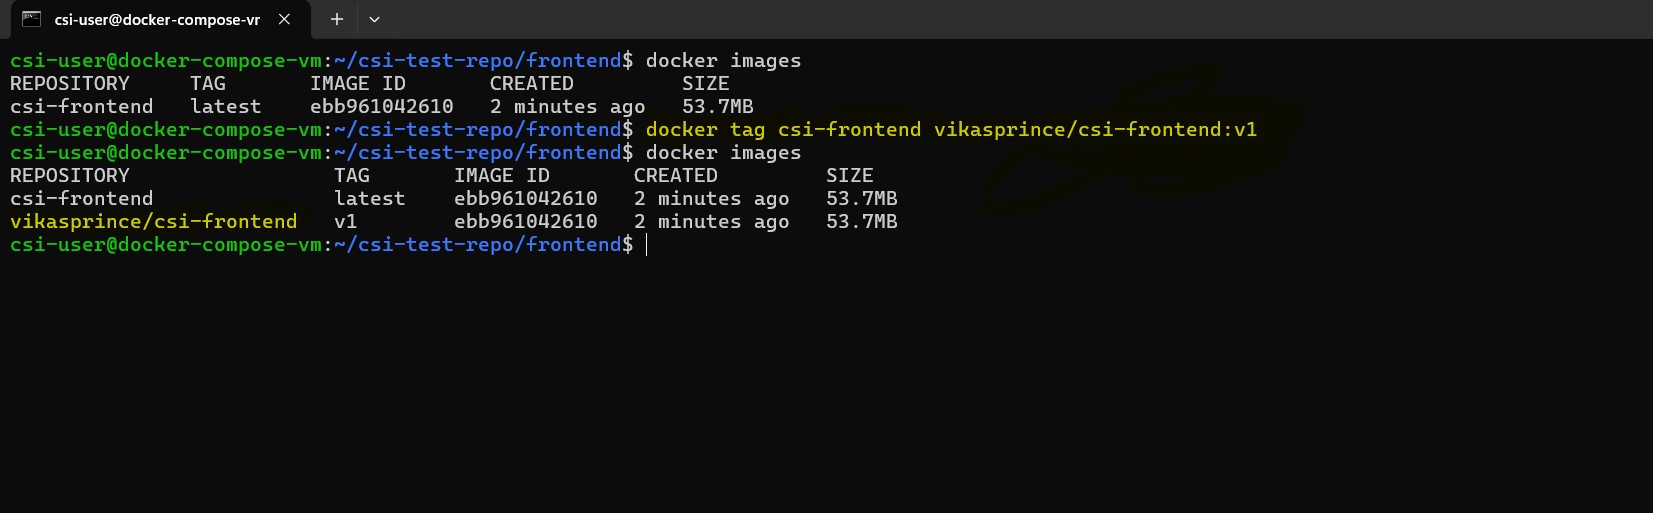 csi-user@docker-compose-vr
csi-user@docker-compose-vm:~/csi-test-repo/frontend$ docker images
REPOSITORY TAG IMAGE ID CREATED SIZE
csi-frontend latest ebb961042610 2 minutes ago 53.7MB
csi-user@docker-compose-vm:~/csi-test-repo/frontend$ docker tag csi-frontend vikasprince/csi-frontend:v1
csi-user@docker-compose-vm:~/csi-test-repo/frontend$ docker images
REPOSITORY TAG IMAGE ID CREATED SIZE
csi-frontend latest ebb961042610 2 minutes ago 53.7MB
vikasprince/csi-frontend v1 ebb961042610 2 minutes ago 53.7MB
csi-user@docker-compose-vm:~/csi-test-repo/frontend$